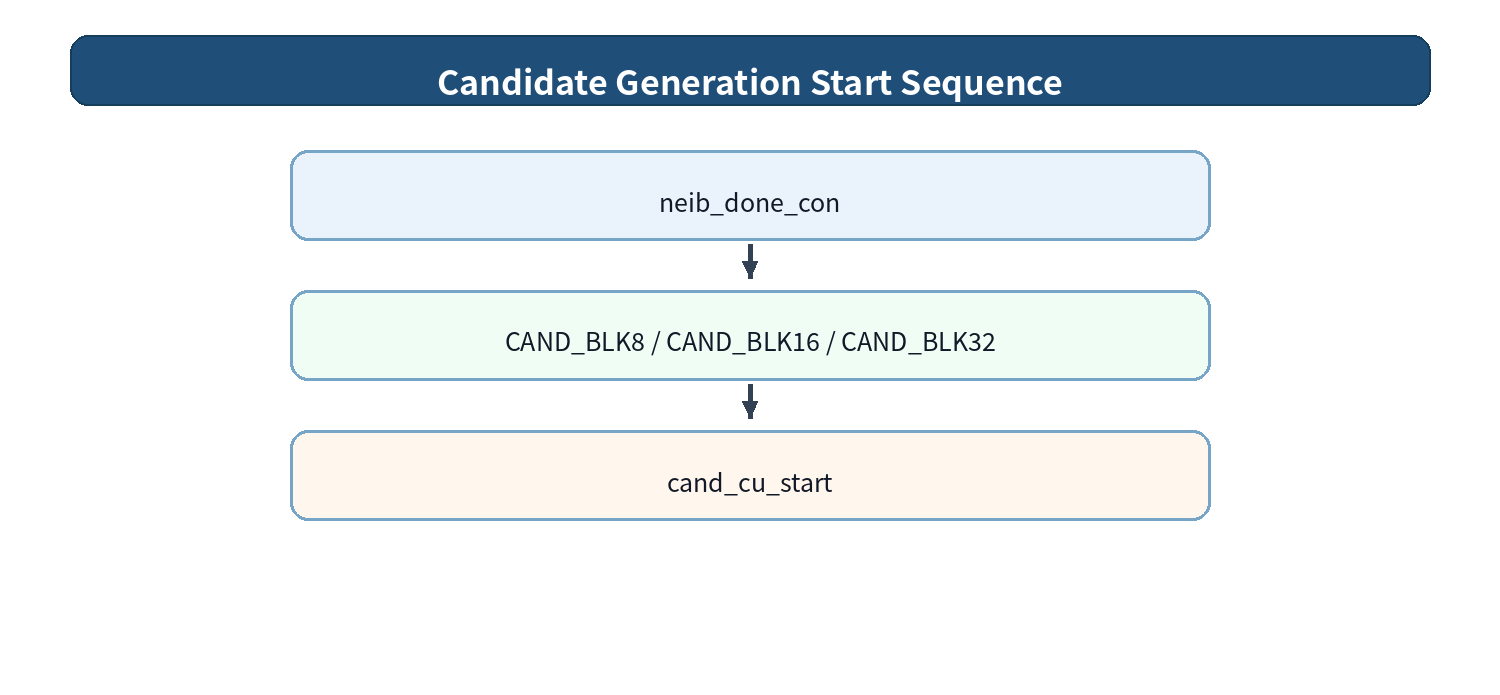 Candidate Generation Start Sequence
neib_done_con
CAND_BLK8 / CAND_BLK16 / CAND_BLK32
cand_cu_start